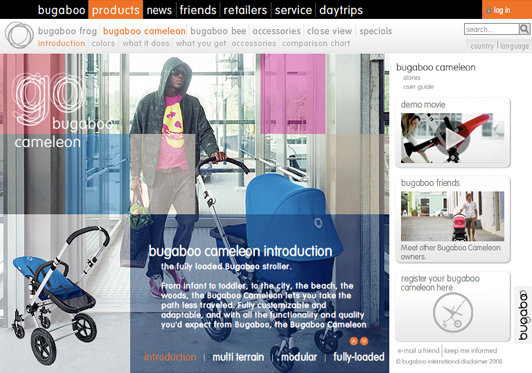 bugaboo products news friends retailers service daytrips
log in
bugaboo frog bugaboo cameleon bugaboo bee accessories close view specials
search...
introduction colors what it does what you get accessories comparison chart
country language
go
bugaboo
cameleon
bugaboo cameleon introduction
the fully loaded Bugaboo stroller.
From infant to toddler, to the city, the beach, the
woods, the Bugaboo Cameleon lets you take the
path less traveled. Fully customizable and
adaptable, and with all the functionality and quality
you'd expect from Bugaboo, the Bugaboo Cameleon
introduction | multi terrain | modular | fully-loaded
bugaboo cameleon
stores
user guide
demo movie
bugaboo friends
Meet other Bugaboo Cameleon
owners.
register your bugaboo
cameleon here
bugaboo
e-mail a friend keep me informed
© bugaboo international disclaimer 2008